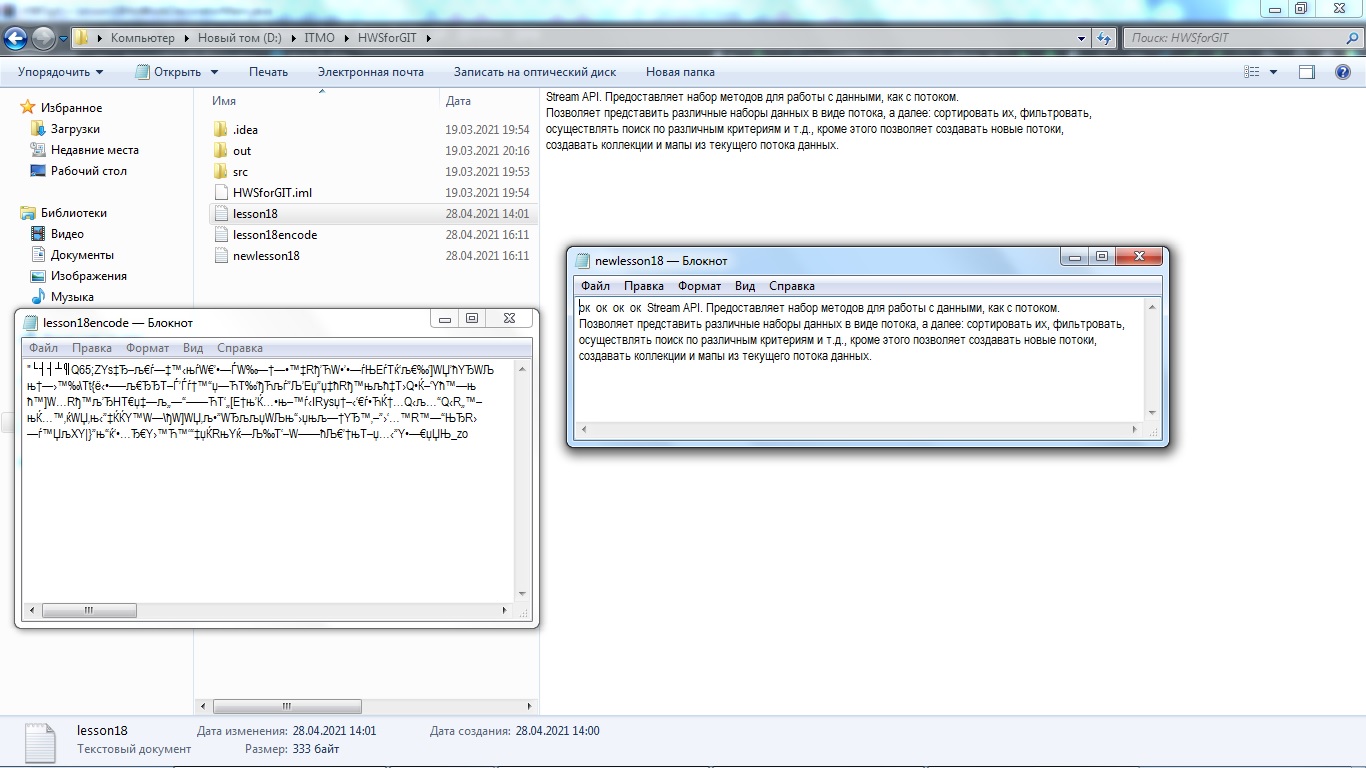 Компьютер ▸ Новый том (D:) ▸ ITMO ▸ HWSforGIT ▸
Поиск: HWSforGIT
Упорядочить Открыть Печать Электронная почта Записать на оптический диск Новая папка
Избранное
Загрузки
Недавние места
Рабочий стол
Библиотеки
Видео
Документы
Изображения
Музыка
Имя Дата
.idea 19.03.2021 19:54
out 19.03.2021 20:16
src 19.03.2021 19:53
HWSforGIT.iml 19.03.2021 19:54
lesson18 28.04.2021 14:01
lesson18encode 28.04.2021 16:11
newlesson18 28.04.2021 16:11
Stream API. Предоставляет набор методов для работы с данными, как с потоком.
Позволяет представить различные наборы данных в виде потока, а далее: сортировать их, фильтровать,
осуществлять поиск по различным критериям и т.д., кроме этого позволяет создавать новые потоки,
создавать коллекции и мапы из текущего потока данных.
newlesson18 — Блокнот
Файл Правка Формат Вид Справка
ок ок ок ок Stream API. Предоставляет набор методов для работы с данными, как с потоком.
Позволяет представить различные наборы данных в виде потока, а далее: сортировать их, фильтровать,
осуществлять поиск по различным критериям и т.д., кроме этого позволяет создавать новые потоки,
создавать коллекции и мапы из текущего потока данных.
lesson18encode — Блокнот
Файл Правка Формат Вид Справка
lesson18 Дата изменения: 28.04.2021 14:01 Дата создания: 28.04.2021 14:00
Текстовый документ Размер: 333 байт